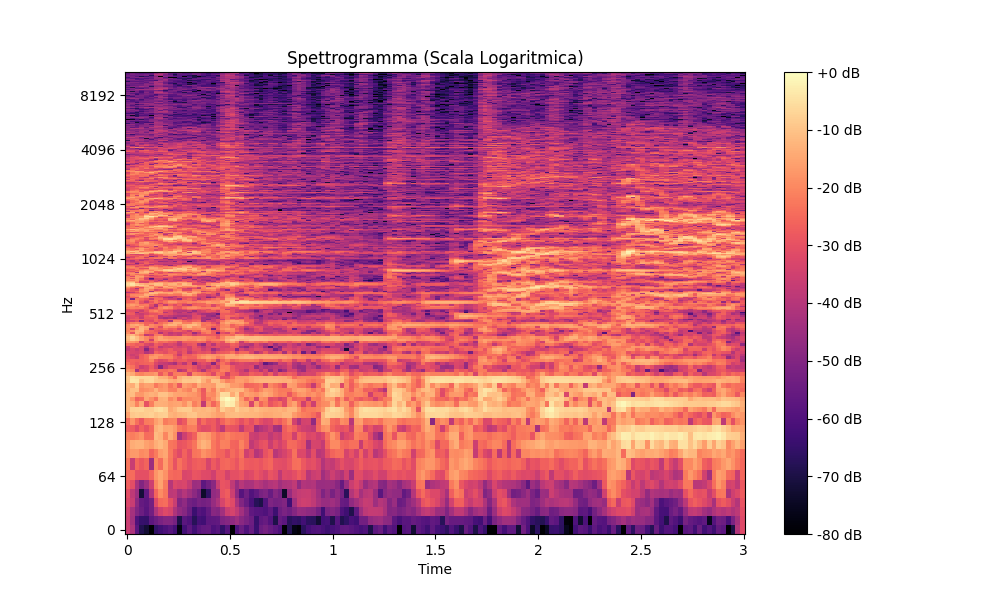 Spettrogramma (Scala Logaritmica)
Hz
8192
4096
2048
1024
512
256
128
64
0
0
0.5
1
1.5
2
2.5
3
Time
+0 dB
-10 dB
-20 dB
-30 dB
-40 dB
-50 dB
-60 dB
-70 dB
-80 dB